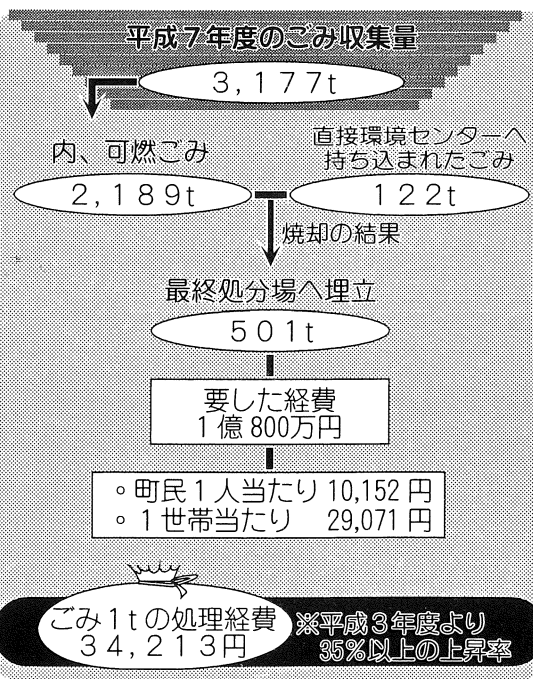 平成７年度のごみ収集量
３,１７７t
内、可燃ごみ
２,１８９t
直接環境センターへ
持ち込まれたごみ
１２２t
焼却の結果
最終処分場へ埋立
５０１t
要した経費
１億800万円
◦町民１人当たり 10,152円
◦１世帯当たり 29,071円
ごみ１tの処理経費
３４,２１３円
※平成３年度より
35%以上の上昇率